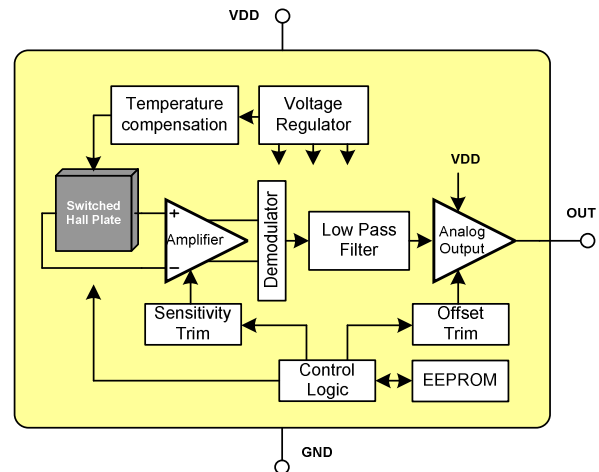 VDD
Temperature
compensation
Voltage
Regulator
VDD
Switched
Hall Plate
+
Amplifier
−
Demodulator
Low Pass
Filter
Analog
Output
OUT
Sensitivity
Trim
Offset
Trim
Control
Logic
EEPROM
GND